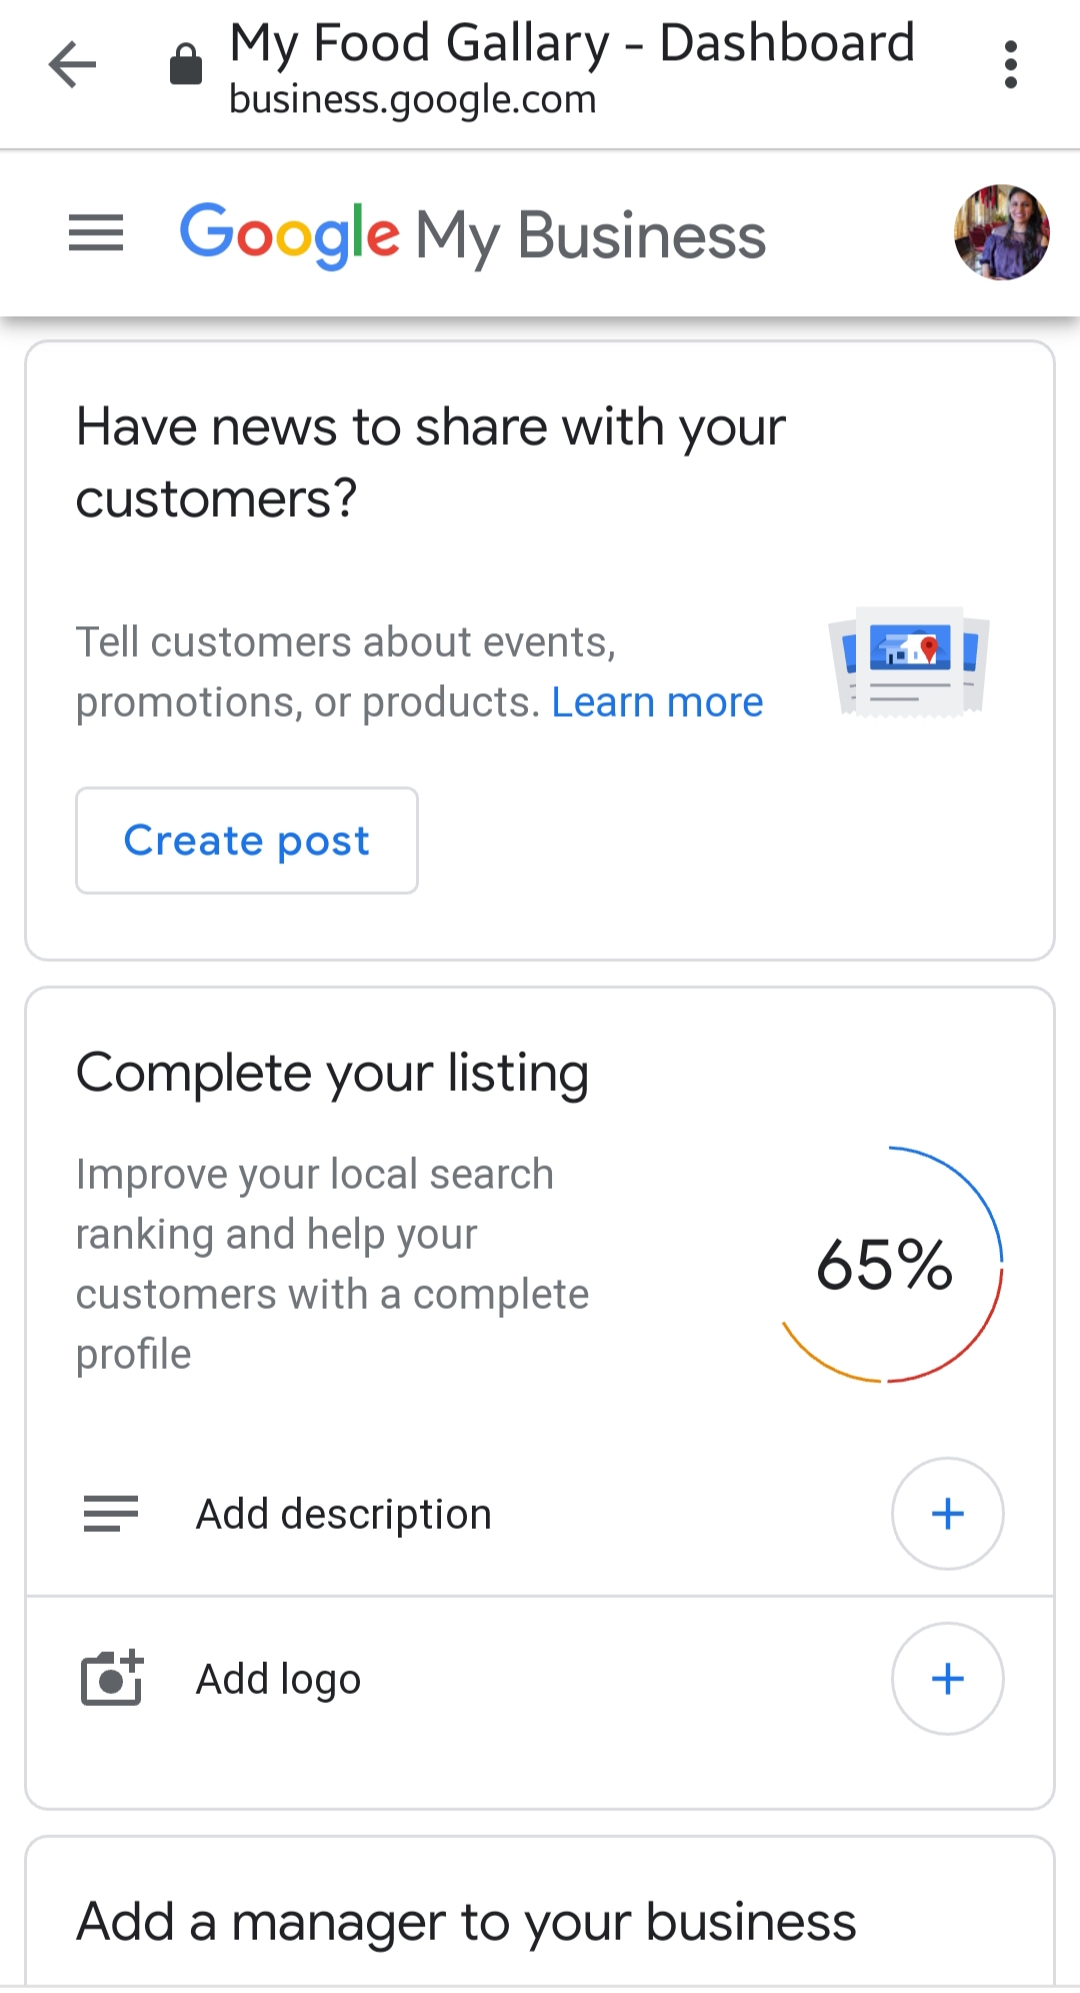 My Food Gallary - Dashboard
business.google.com
Google My Business
Have news to share with your
customers?
Tell customers about events,
promotions, or products. Learn more
Create post
Complete your listing
Improve your local search
ranking and help your
customers with a complete
profile
65%
Add description
Add logo
Add a manager to your business